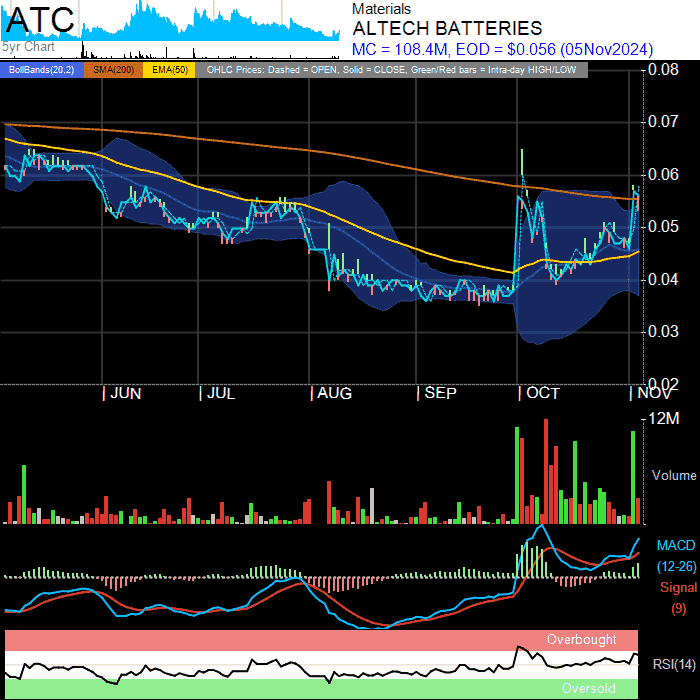 ATC
5yr Chart
Materials
ALTECH BATTERIES
MC = 108.4M, EOD = $0.056 (05Nov2024)
BollBands(20,2) SMA(200) EMA(50) OHLC Prices: Dashed = OPEN, Solid = CLOSE, Green/Red bars = Intra-day HIGH/LOW
0.08
0.07
0.06
0.05
0.04
0.03
0.02
JUN JUL AUG SEP OCT NOV
12M
Volume
MACD
(12-26)
Signal
(9)
Overbought
RSI(14)
Oversold